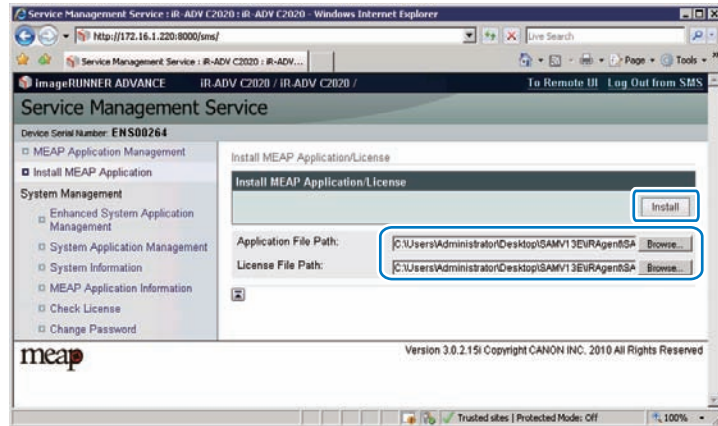 Service Management Service : iR-ADV C2020 : iR-ADV C2020 - Windows Internet Explorer
http://172.16.1.220:8000/sms/
Live Search
Service Management Service : iR-ADV C2020 : iR-ADV...
Page
Tools
imageRUNNER ADVANCE iR-ADV C2020 / iR-ADV C2020 / To Remote UI Log Out from SMS
Service Management Service
Device Serial Number: ENS00264
MEAP Application Management
Install MEAP Application
System Management
Enhanced System Application
Management
System Application Management
System Information
MEAP Application Information
Check License
Change Password
Install MEAP Application/License
Install MEAP Application/License
Install
Application File Path: C:\Users\Administrator\Desktop\SAMV13E\iRAgent\SA Browse...
License File Path: C:\Users\Administrator\Desktop\SAMV13E\iRAgent\SA Browse...
meap
Version 3.0.2.15i Copyright CANON INC. 2010 All Rights Reserved
Trusted sites | Protected Mode: Off 100%